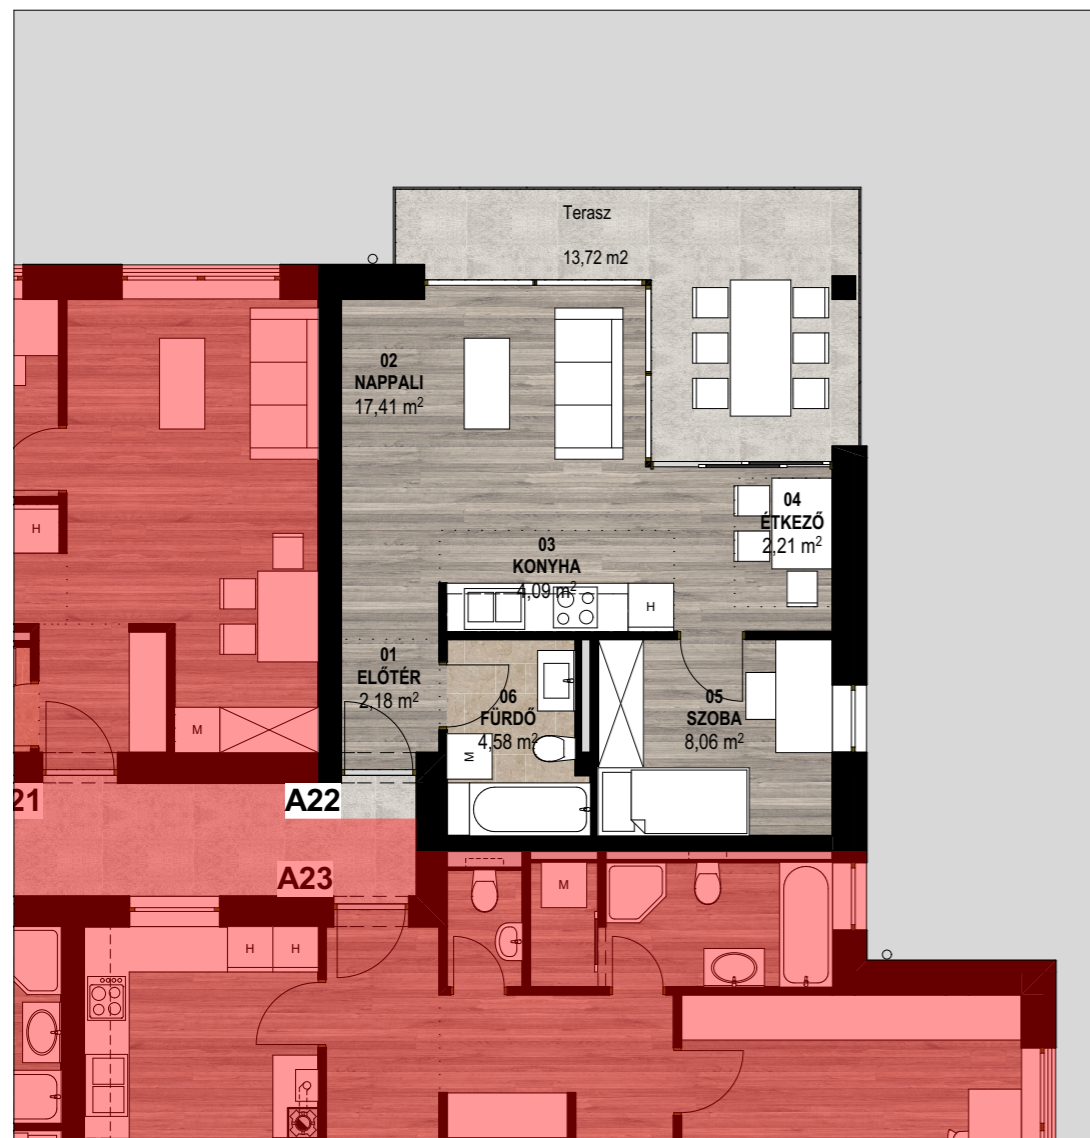 Terasz
13,72 m2
02
NAPPALI
17,41 m²
04
ÉTKEZŐ
2,21 m²
H
03
KONYHA
4,09 m²
H
01
ELŐTÉR
2,18 m²
06
FÜRDŐ
4,58 m²
05
SZOBA
8,06 m²
M
M
21
A22
A23
M
H
H